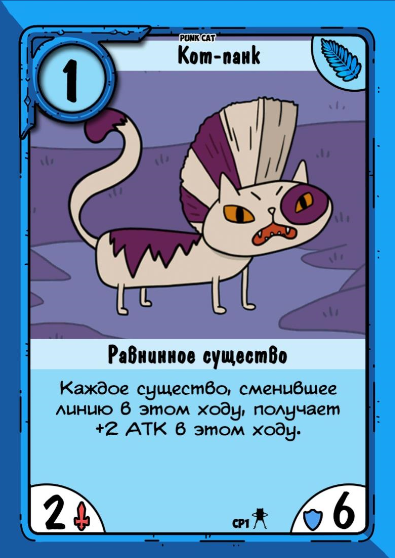 PUNK CAT
Кот-панк
1
Равнинное существо
Каждое существо, сменившее
линию в этом ходу, получает
+2 АТК в этом ходу.
2
CP1
6